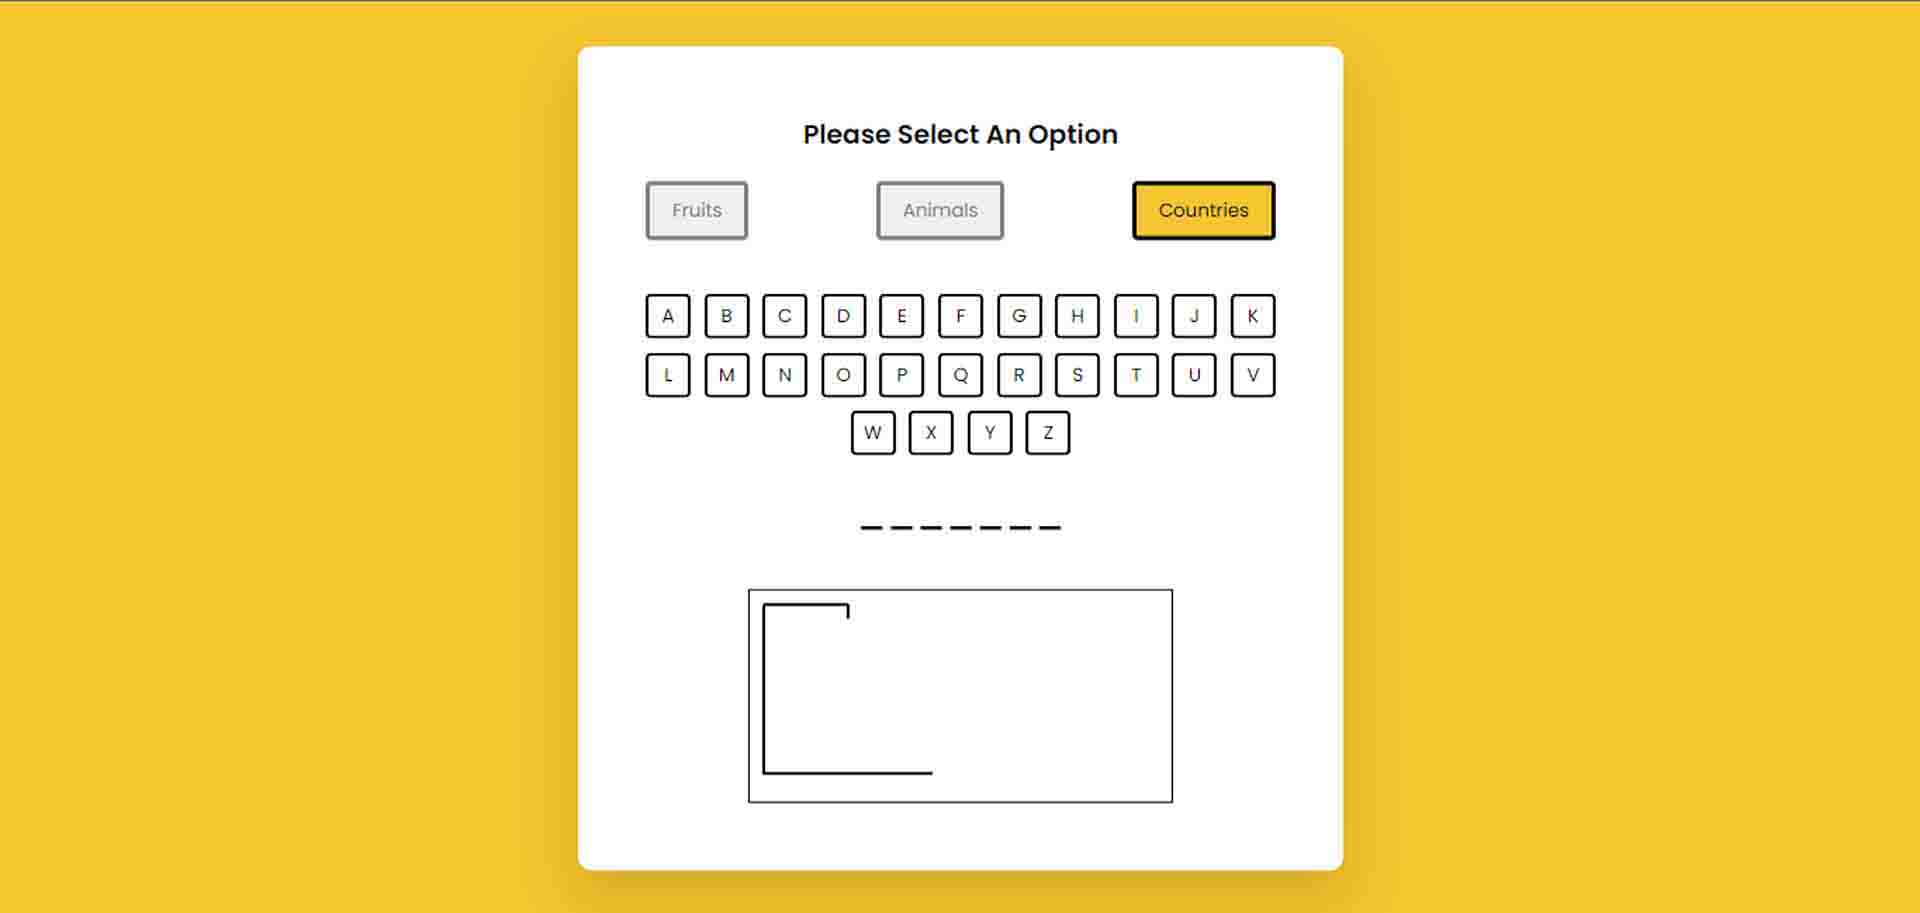 Please Select An Option
Fruits Animals Countries
A B C D E F G H I J K
L M N O P Q R S T U V
W X Y Z
_ _ _ _ _ _ _